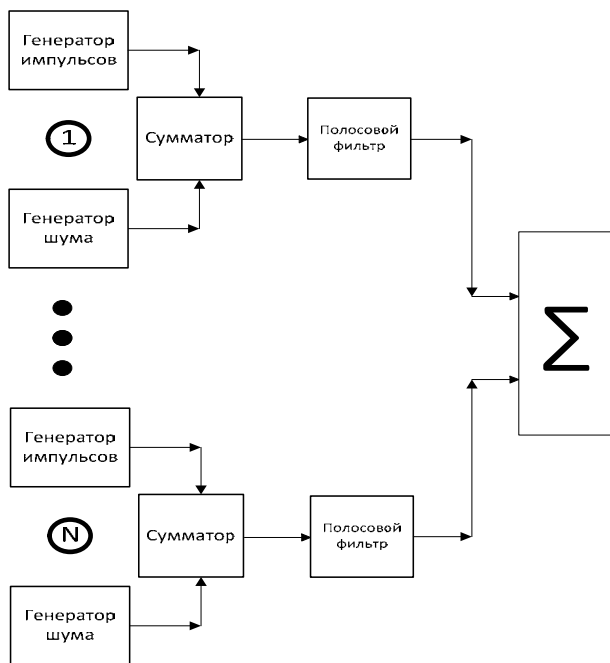 Генератор
импульсов
1
Сумматор
Полосовой
фильтр
Генератор
шума
Σ
Генератор
импульсов
N
Сумматор
Полосовой
фильтр
Генератор
шума